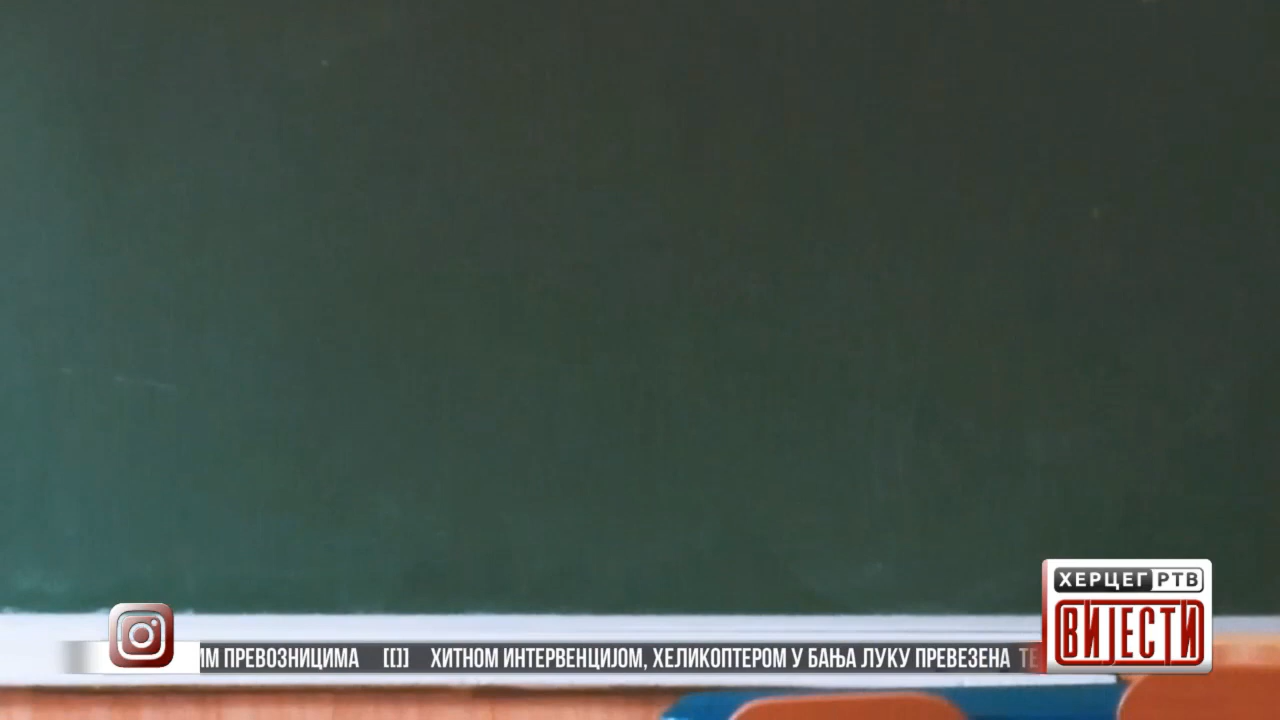 ХЕРЦЕГ РТВ
ВИЈЕСТИ
ПРЕВОЗНИЦИМА [[]] ХИТНОМ ИНТЕРВЕНЦИЈОМ, ХЕЛИКОПТЕРОМ У БАЊА ЛУКУ ПРЕВЕЗЕНА